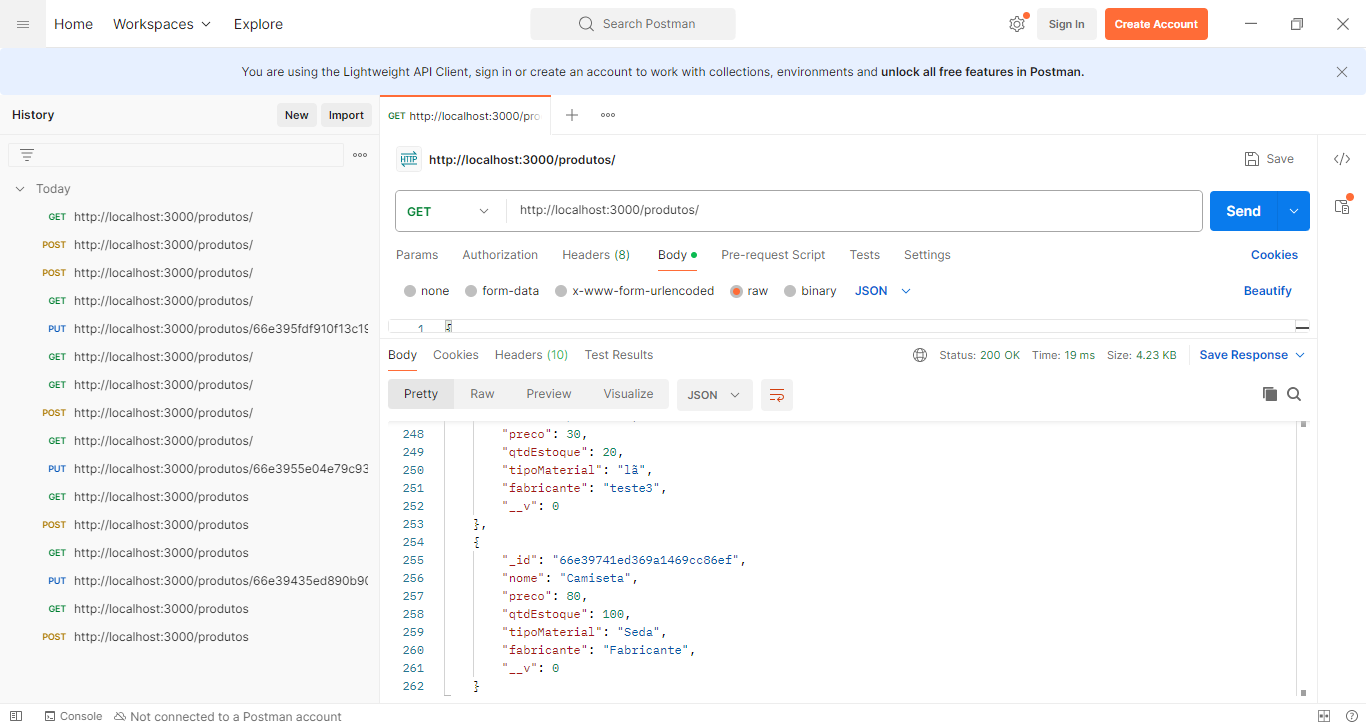 Home Workspaces Explore Search Postman Sign In Create Account
You are using the Lightweight API Client, sign in or create an account to work with collections, environments and unlock all free features in Postman.
History New Import
GET http://localhost:3000/pro
Today
GET http://localhost:3000/produtos/
POST http://localhost:3000/produtos/
POST http://localhost:3000/produtos/
GET http://localhost:3000/produtos/
PUT http://localhost:3000/produtos/66e395fdf910f13c19
GET http://localhost:3000/produtos/
GET http://localhost:3000/produtos/
POST http://localhost:3000/produtos/
GET http://localhost:3000/produtos/
PUT http://localhost:3000/produtos/66e3955e04e79c93
GET http://localhost:3000/produtos
POST http://localhost:3000/produtos
GET http://localhost:3000/produtos
PUT http://localhost:3000/produtos/66e39435ed890b90
GET http://localhost:3000/produtos
POST http://localhost:3000/produtos
HTTP http://localhost:3000/produtos/ Save
GET http://localhost:3000/produtos/ Send
Params Authorization Headers (8) Body Pre-request Script Tests Settings Cookies
none form-data x-www-form-urlencoded raw binary JSON Beautify
1 {
Body Cookies Headers (10) Test Results Status: 200 OK Time: 19 ms Size: 4.23 KB Save Response
Pretty Raw Preview Visualize JSON
248 "preco": 30,
249 "qtdEstoque": 20,
250 "tipoMaterial": "lã",
251 "fabricante": "teste3",
252 "__v": 0
253 },
254 {
255 "_id": "66e39741ed369a1469cc86ef",
256 "nome": "Camiseta",
257 "preco": 80,
258 "qtdEstoque": 100,
259 "tipoMaterial": "Seda",
260 "fabricante": "Fabricante",
261 "__v": 0
262 }
Console Not connected to a Postman account